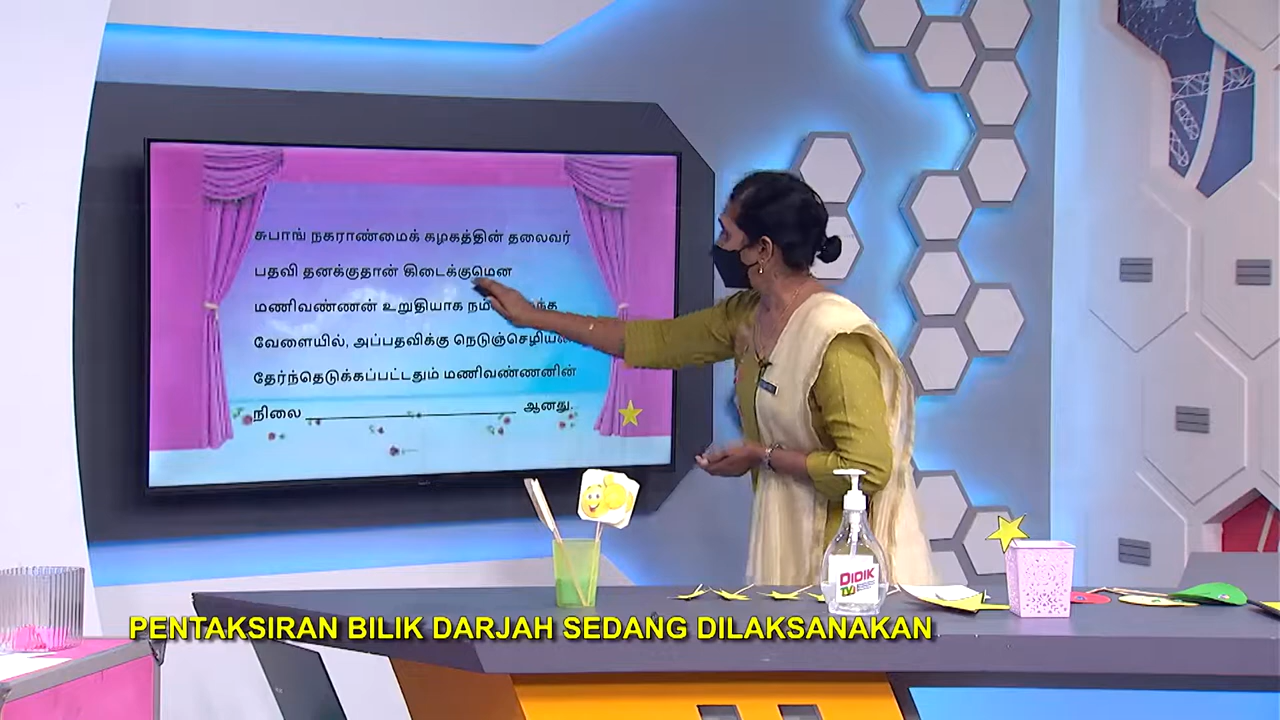 சுபாங் நகராண்மைக் கழகத்தின் தலைவர்
பதவி தனக்குதான் கிடைக்குமென
மணிவண்ணன் உறுதியாக
வேளையில், அப்பதவிக்கு
தேர்ந்தெடுக்கப்பட்டதும் மணிவண்ணனின்
நிலை ____________________ ஆனது.
DIDIK
TV
PENTAKSIRAN BILIK DARJAH SEDANG DILAKSANAKAN